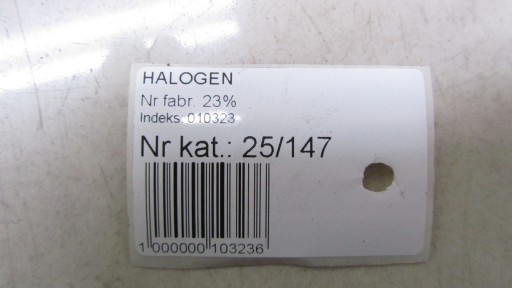 HALOGEN
Nr fabr. 23%
Indeks: 010323
Nr kat.: 25/147
1 000000 103236